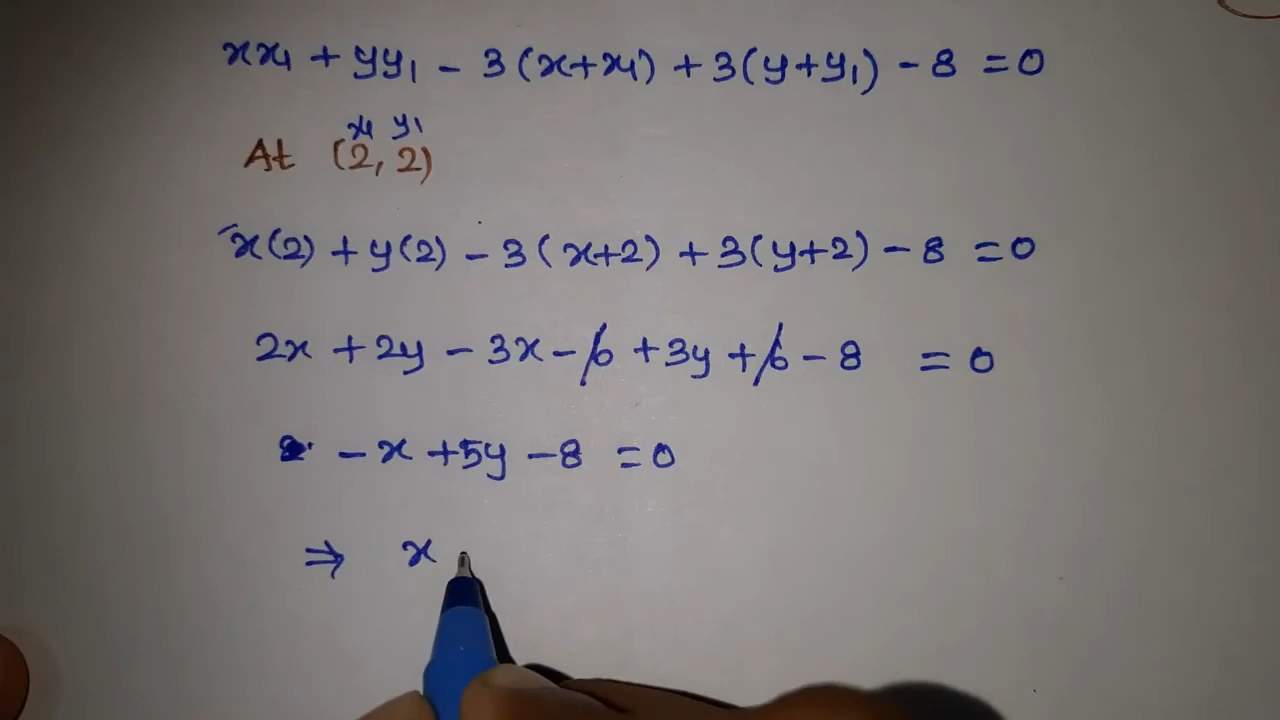 xx₁ + yy₁ - 3(x+x₁) + 3(y+y₁) - 8 = 0
x₁ y₁
At (2, 2)
x(2) + y(2) - 3(x+2) + 3(y+2) - 8 = 0
2x + 2y - 3x - 6 + 3y + 6 - 8 = 0
- x + 5y - 8 = 0
⇒ x